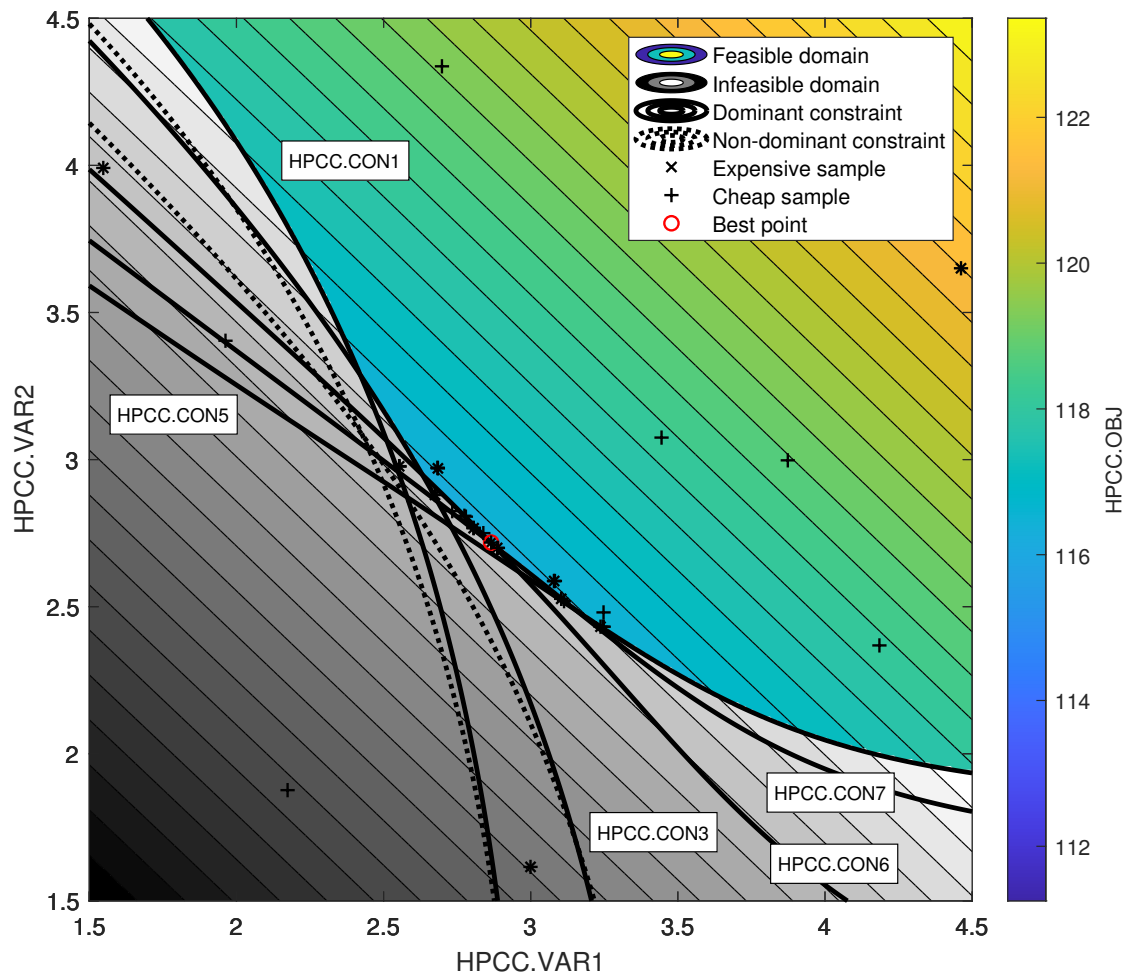 Feasible domain
Infeasible domain
Dominant constraint
Non-dominant constraint
Expensive sample
Cheap sample
Best point
HPCC.CON1
HPCC.CON5
HPCC.CON7
HPCC.CON3
HPCC.CON6
4.5
4
3.5
3
2.5
2
1.5
HPCC.VAR2
1.5
2
2.5
3
3.5
4
4.5
HPCC.VAR1
122
120
118
116
114
112
HPCC.OBJ